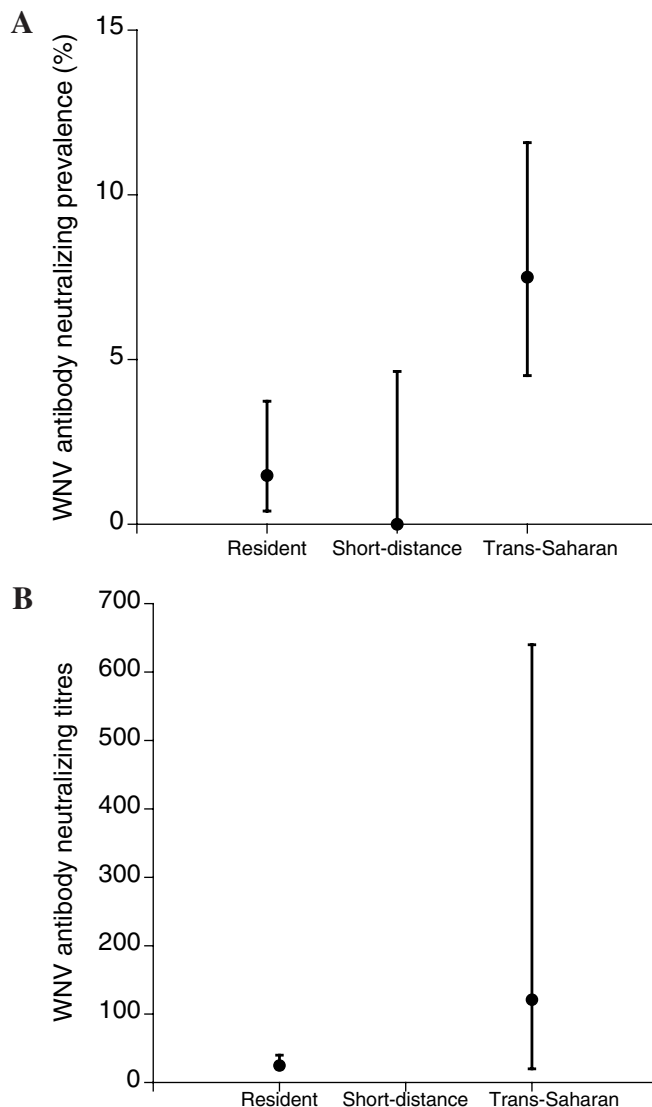 A
WNV antibody neutralizing prevalence (%)
15
10
5
0
Resident
Short-distance
Trans-Saharan
B
WNV antibody neutralizing titres
700
600
500
400
300
200
100
0
Resident
Short-distance
Trans-Saharan